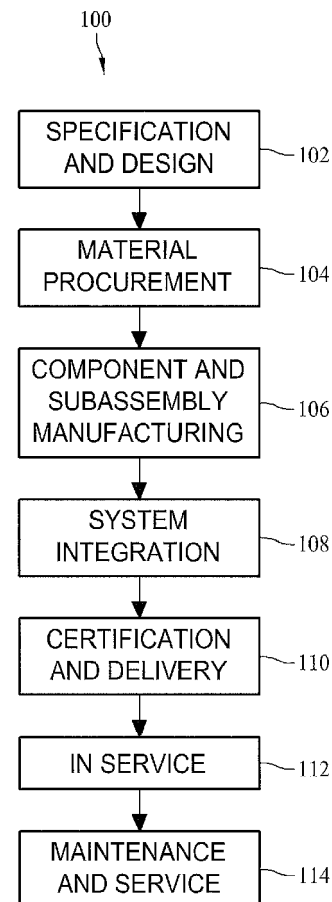 100
SPECIFICATION
AND DESIGN
102
MATERIAL
PROCUREMENT
104
COMPONENT AND
SUBASSEMBLY
MANUFACTURING
106
SYSTEM
INTEGRATION
108
CERTIFICATION
AND DELIVERY
110
IN SERVICE
112
MAINTENANCE
AND SERVICE
114